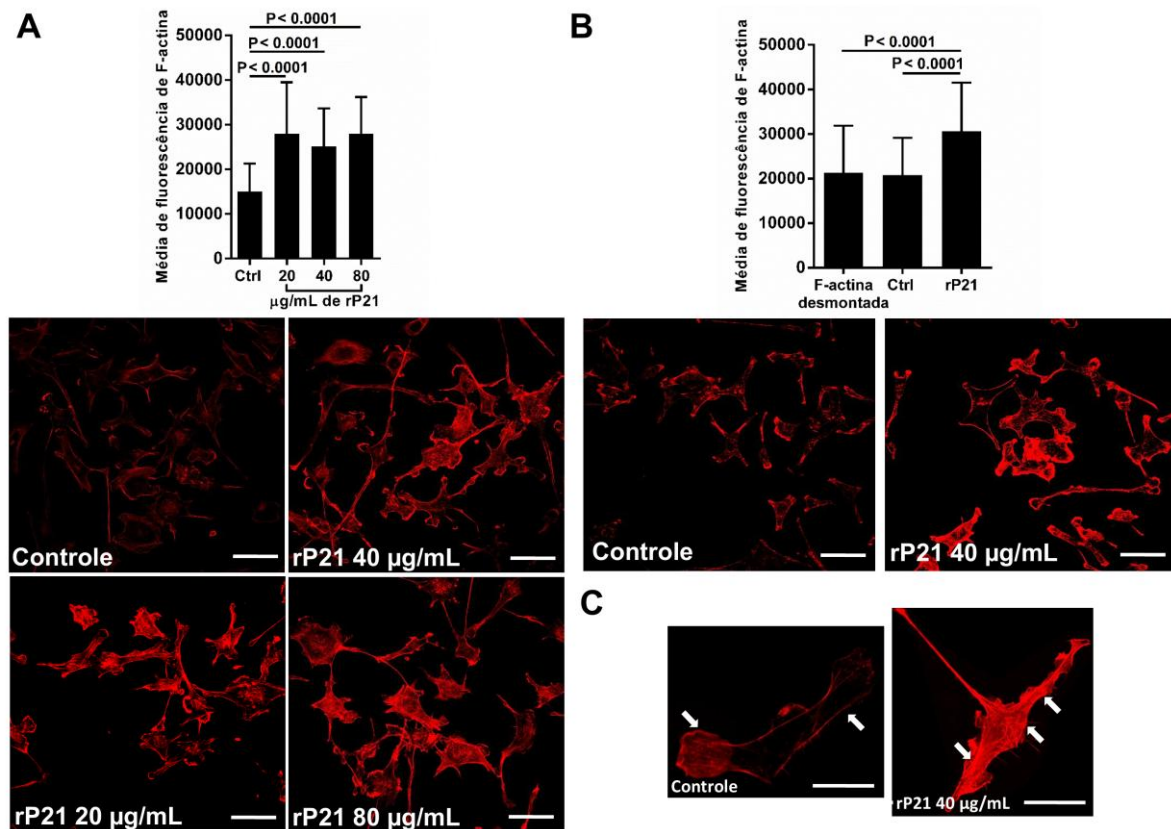 A
Média de fluorescência de F-actina
50000
40000
30000
20000
10000
0
P < 0.0001
P < 0.0001
P < 0.0001
Ctrl 20 40 80
µg/mL de rP21
Controle
rP21 40 µg/mL
rP21 20 µg/mL
rP21 80 µg/mL
B
Média de fluorescência de F-actina
50000
40000
30000
20000
10000
0
P < 0.0001
P < 0.0001
F-actina Ctrl rP21
desmontada
Controle
rP21 40 µg/mL
C
Controle
rP21 40 µg/mL